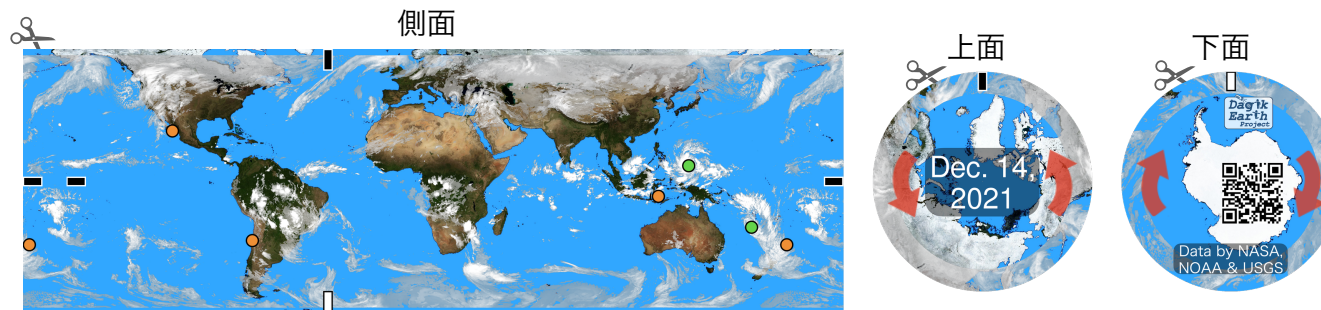 側面
上面
下面
Dec. 14,
2021
Dagik
Earth
Project
Data by NASA,
NOAA & USGS